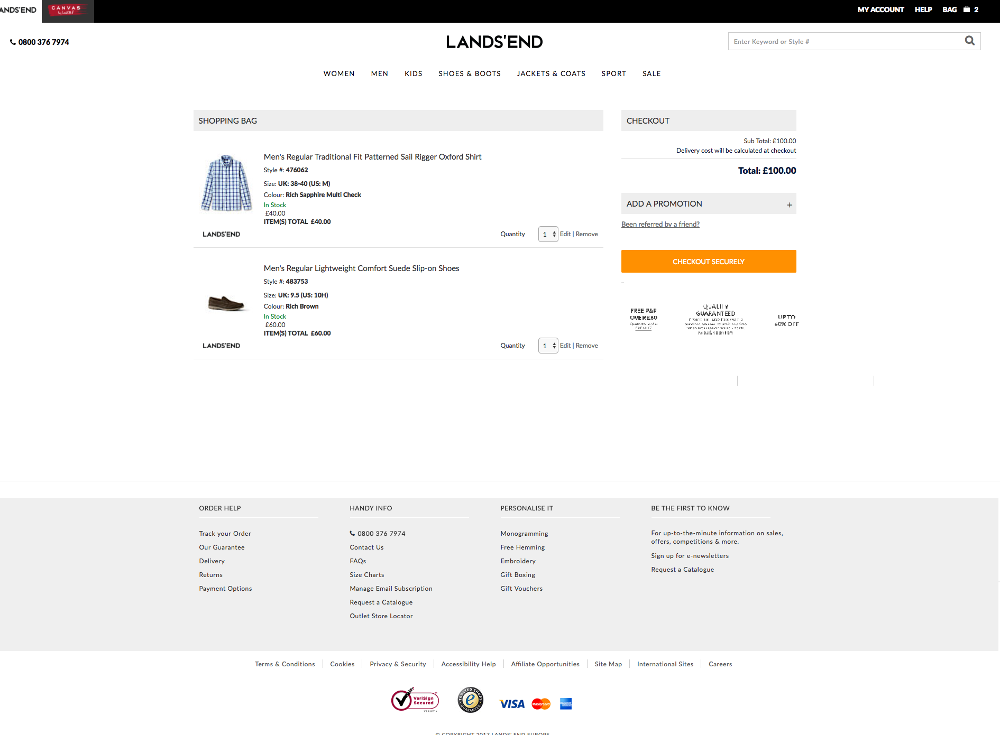 LANDS'END
CANVAS
by Lands' End
MY ACCOUNT HELP BAG 2
0800 376 7974
LANDS'END
Enter Keyword or Style #
WOMEN MEN KIDS SHOES & BOOTS JACKETS & COATS SPORT SALE
SHOPPING BAG
Men's Regular Traditional Fit Patterned Sail Rigger Oxford Shirt
Style #: 476062
Size: UK: 38-40 (US: M)
Colour: Rich Sapphire Multi Check
In Stock
£40.00
ITEM(S) TOTAL £40.00
LANDS'END
Quantity 1 Edit | Remove
Men's Regular Lightweight Comfort Suede Slip-on Shoes
Style #: 483753
Size: UK: 9.5 (US: 10H)
Colour: Rich Brown
In Stock
£60.00
ITEM(S) TOTAL £60.00
LANDS'END
Quantity 1 Edit | Remove
CHECKOUT
Sub Total: £100.00
Delivery cost will be calculated at checkout
Total: £100.00
ADD A PROMOTION +
Been referred by a friend?
CHECKOUT SECURELY
FREE P&P
OVER
QUALITY
GUARANTEED
UP TO
60% OFF
ORDER HELP
Track your Order
Our Guarantee
Delivery
Returns
Payment Options
HANDY INFO
0800 376 7974
Contact Us
FAQs
Size Charts
Manage Email Subscription
Request a Catalogue
Outlet Store Locator
PERSONALISE IT
Monogramming
Free Hemming
Embroidery
Gift Boxing
Gift Vouchers
BE THE FIRST TO KNOW
For up-to-the-minute information on sales,
offers, competitions & more.
Sign up for e-newsletters
Request a Catalogue
Terms & Conditions Cookies Privacy & Security Accessibility Help Affiliate Opportunities Site Map International Sites Careers
VeriSign
Secured
VERIFY
TRUSTED SHOPS
GUARANTEE
VISA
MasterCard
© COPYRIGHT 2017 LANDS' END EUROPE